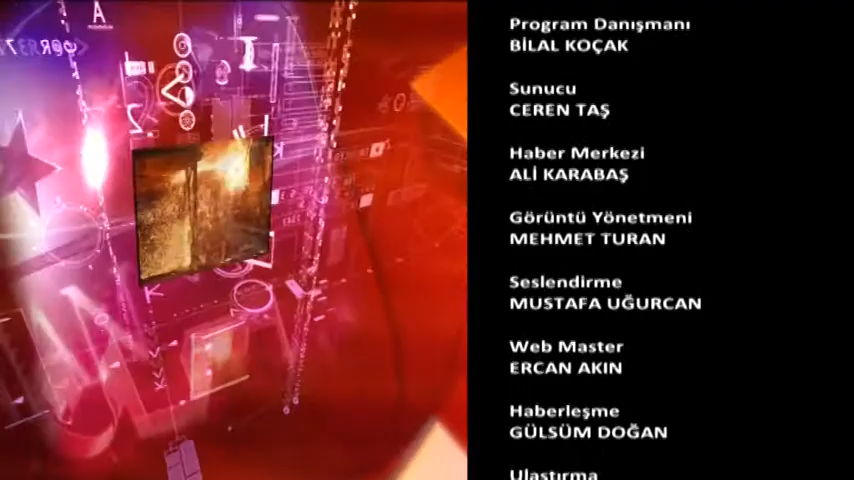 Program Danışmanı
BİLAL KOÇAK
Sunucu
CEREN TAŞ
Haber Merkezi
ALİ KARABAŞ
Görüntü Yönetmeni
MEHMET TURAN
Seslendirme
MUSTAFA UĞURCAN
Web Master
ERCAN AKIN
Haberleşme
GÜLSÜM DOĞAN
Ulaştırma